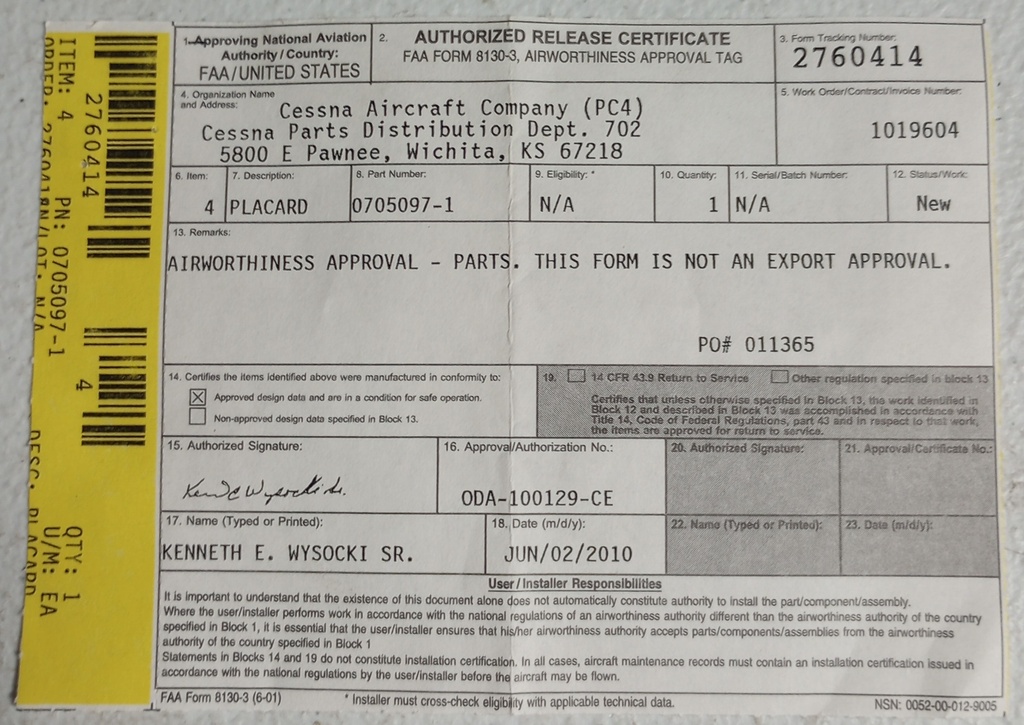 1. Approving National Aviation
Authority/Country:
FAA/UNITED STATES
2. AUTHORIZED RELEASE CERTIFICATE
FAA FORM 8130-3, AIRWORTHINESS APPROVAL TAG
3. Form Tracking Number:
2760414
4. Organization Name
and Address:
Cessna Aircraft Company (PC4)
Cessna Parts Distribution Dept. 702
5800 E Pawnee, Wichita, KS 67218
5. Work Order/Contract/Invoice Number:
1019604
6. Item:
4
7. Description:
PLACARD
8. Part Number:
0705097-1
9. Eligibility: *
N/A
10. Quantity:
1
11. Serial/Batch Number:
N/A
12. Status/Work:
New
13. Remarks:
AIRWORTHINESS APPROVAL - PARTS. THIS FORM IS NOT AN EXPORT APPROVAL.
PO# 011365
14. Certifies the items identified above were manufactured in conformity to:
Approved design data and are in a condition for safe operation.
Non-approved design data specified in Block 13.
19. 14 CFR 43.9 Return to Service Other regulation specified in block 13
Certifies that unless otherwise specified in Block 13, the work identified in
Block 12 and described in Block 13 was accomplished in accordance with
Title 14, Code of Federal Regulations, part 43 and in respect to that work,
the items are approved for return to service.
15. Authorized Signature:
16. Approval/Authorization No.:
ODA-100129-CE
20. Authorized Signature:
21. Approval/Certificate No.:
17. Name (Typed or Printed):
KENNETH E. WYSOCKI SR.
18. Date (m/d/y):
JUN/02/2010
22. Name (Typed or Printed):
23. Date (m/d/y):
User/Installer Responsibilities
It is important to understand that the existence of this document alone does not automatically constitute authority to install the part/component/assembly.
Where the user/installer performs work in accordance with the national regulations of an airworthiness authority different than the airworthiness authority of the country
specified in Block 1, it is essential that the user/installer ensures that his/her airworthiness authority accepts parts/components/assemblies from the airworthiness
authority of the country specified in Block 1
Statements in Blocks 14 and 19 do not constitute installation certification. In all cases, aircraft maintenance records must contain an installation certification issued in
accordance with the national regulations by the user/installer before the aircraft may be flown.
FAA Form 8130-3 (6-01)
* Installer must cross-check eligibility with applicable technical data.
NSN: 0052-00-012-9005
2760414
4
ITEM: 4 PN: 0705097-1 QTY: 1
U/M: EA
ORDER: N/LOT: N/A DESC: PLACARD